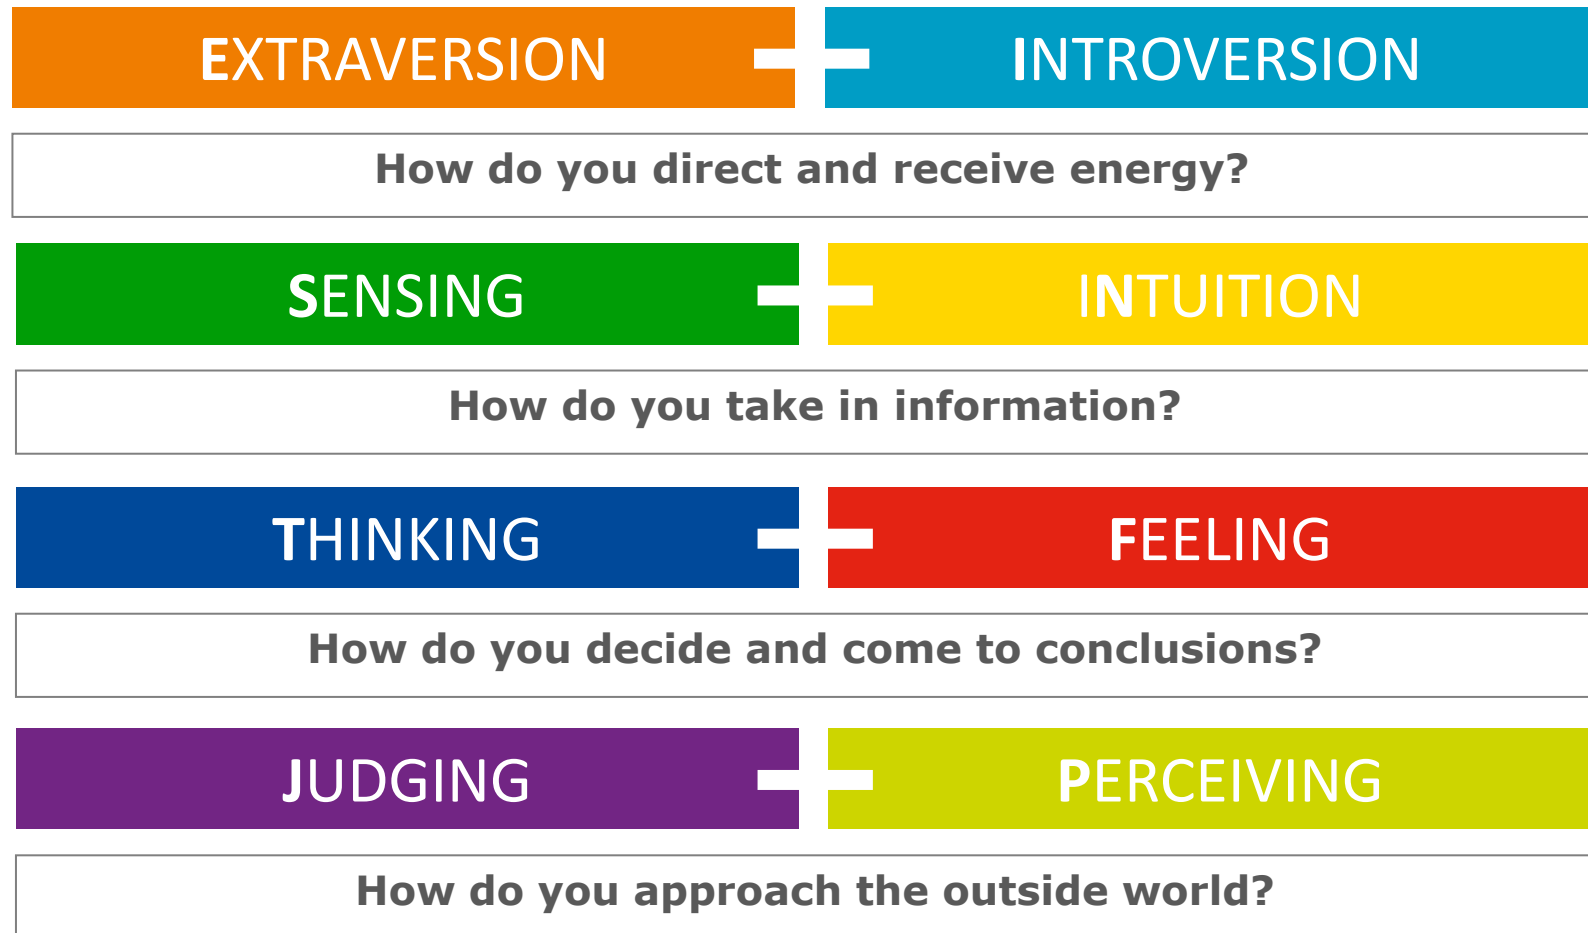 EXTRAVERSION INTROVERSION
How do you direct and receive energy?
SENSING INTUITION
How do you take in information?
THINKING FEELING
How do you decide and come to conclusions?
JUDGING PERCEIVING
How do you approach the outside world?